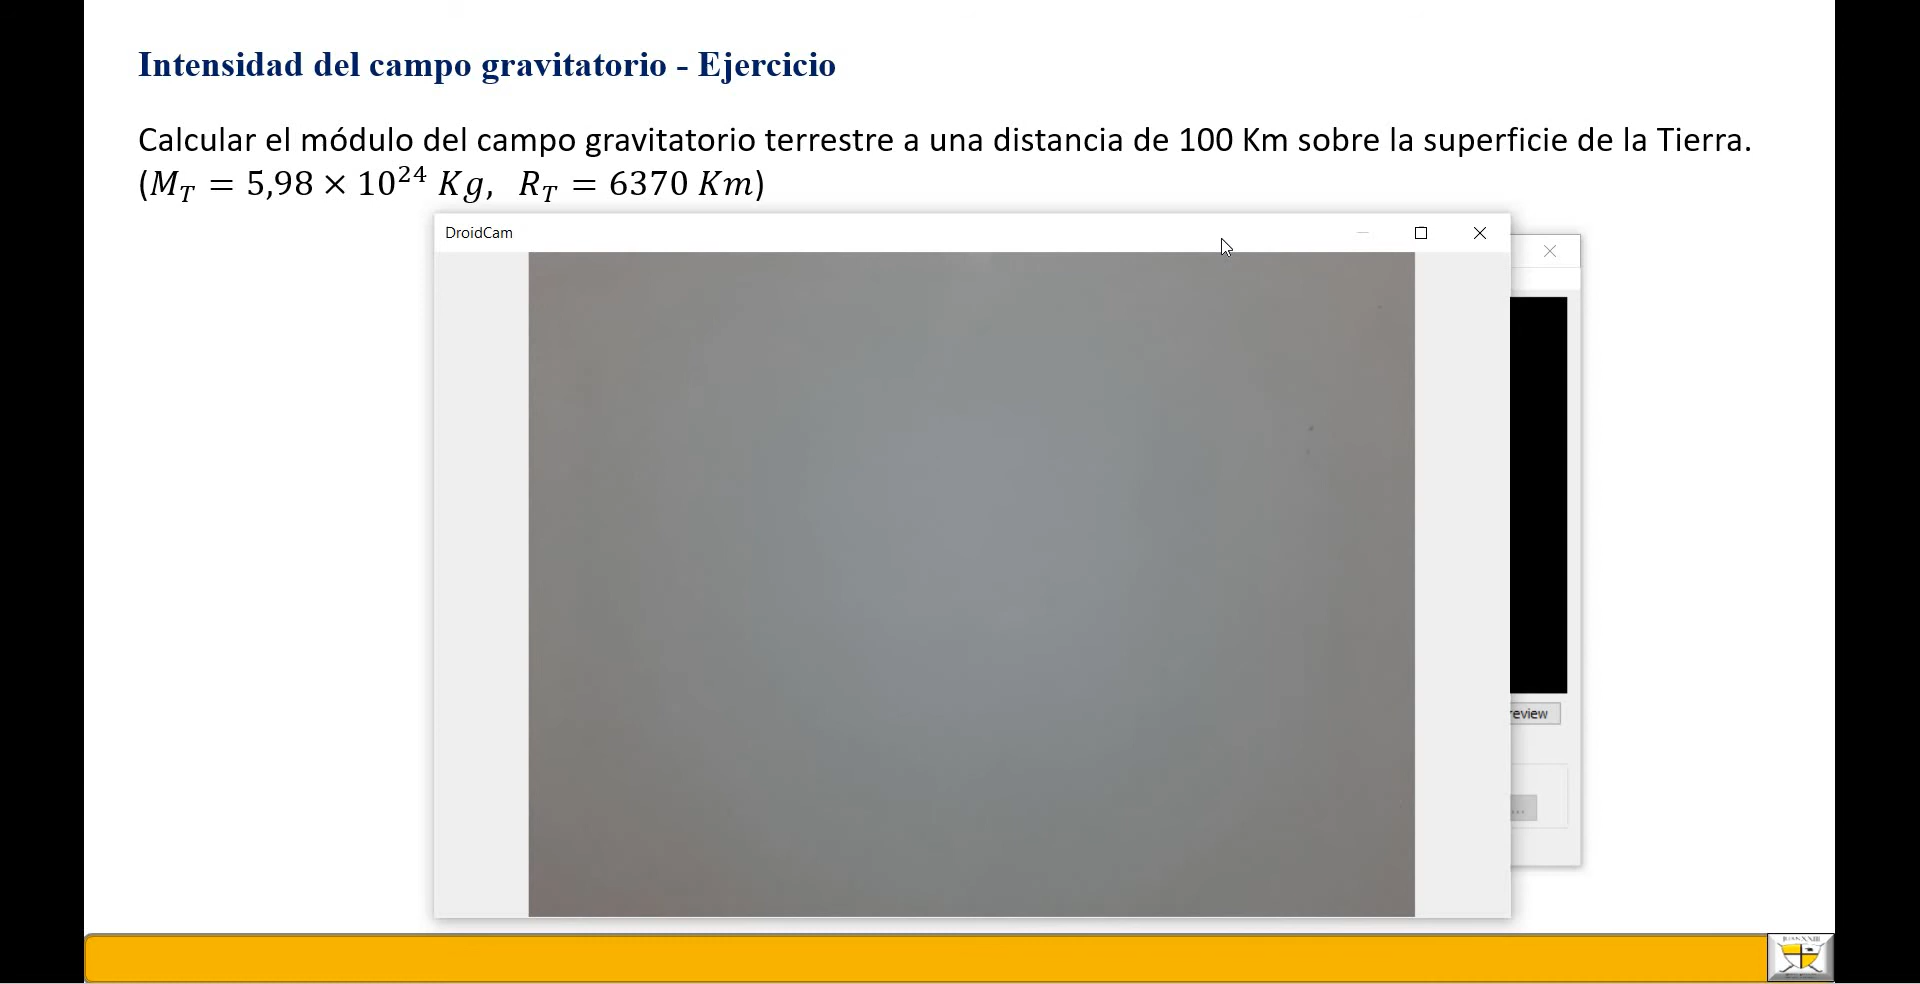 Intensidad del campo gravitatorio - Ejercicio
Calcular el módulo del campo gravitatorio terrestre a una distancia de 100 Km sobre la superficie de la Tierra.
(M_T = 5,98 × 10^24 Kg, R_T = 6370 Km)
DroidCam
review
...